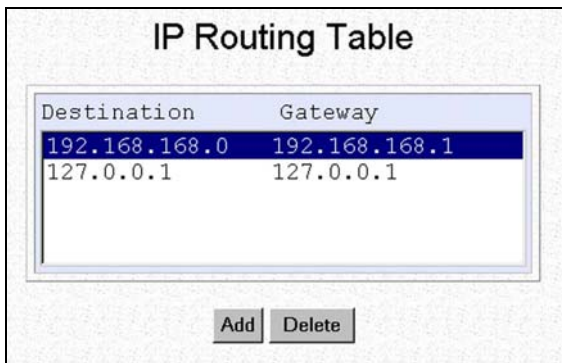 IP Routing Table
Destination Gateway
192.168.168.0 192.168.168.1
127.0.0.1 127.0.0.1
Add Delete